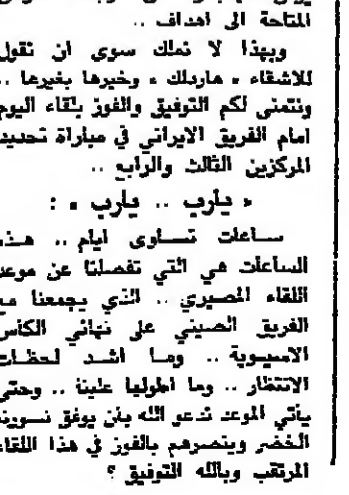 المتاحة الى اهداف ..
وبهذا لا نملك سوى ان نقول
للاشقاء « هاردلك » وخيرها بغيرها ..
ونتمنى لكم التوفيق والفوز بلقاء اليوم
امام الفريق الايراني في مباراة تحديد
المركزين الثالث والرابع ..
« يارب .. يارب » :
ساعات تساوى ايام .. هذه
الساعات هي التي تفصلنا عن موعد
اللقاء المصيري .. الذي يجمعنا مع
الفريق الصيني على نهائي الكأس
الاسيوية .. وما اشد لحظات
الانتظار .. وما اطولها علينا .. وحتى
يأتي الموعد ندعو الله بان يوفق نسورنا
الخضر وينصرهم بالفوز في هذا اللقاء
المرتقب وبالله التوفيق ؟